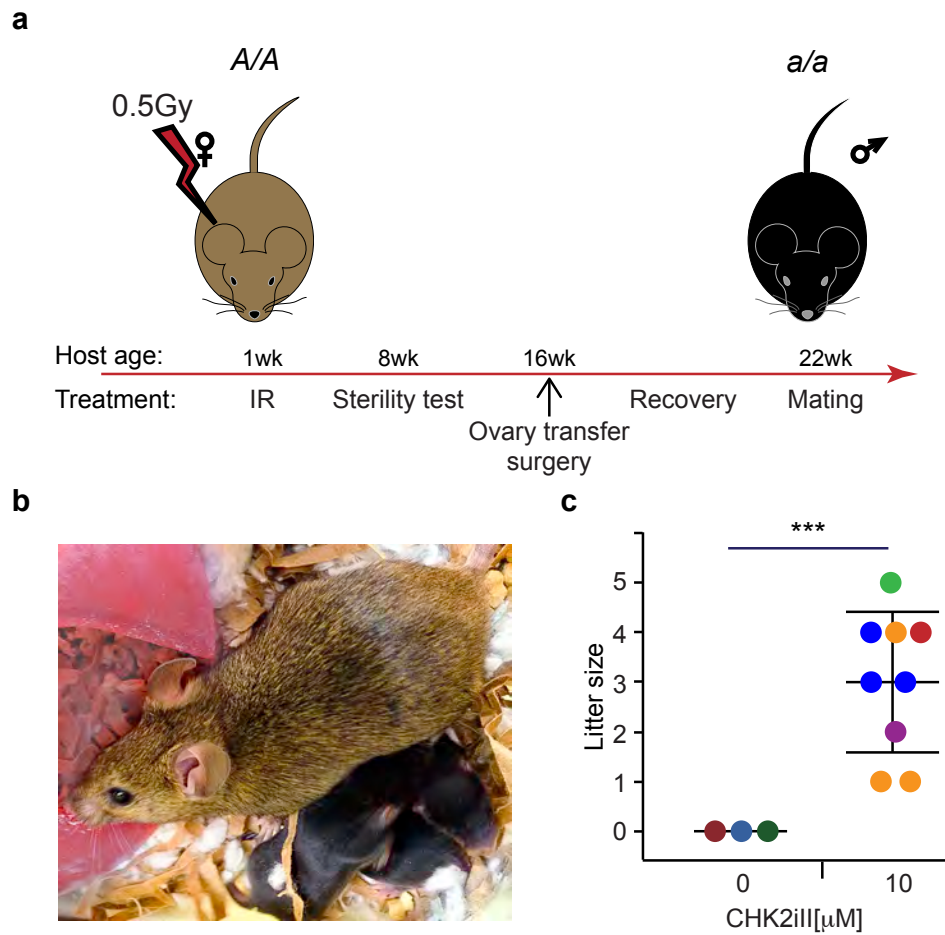 a
A/A
a/a
0.5Gy
Host age: 1wk 8wk 16wk 22wk
Treatment: IR Sterility test Recovery Mating
Ovary transfer
surgery
b
c
***
Litter size
5
4
3
2
1
0
0 10
CHK2iII[μM]